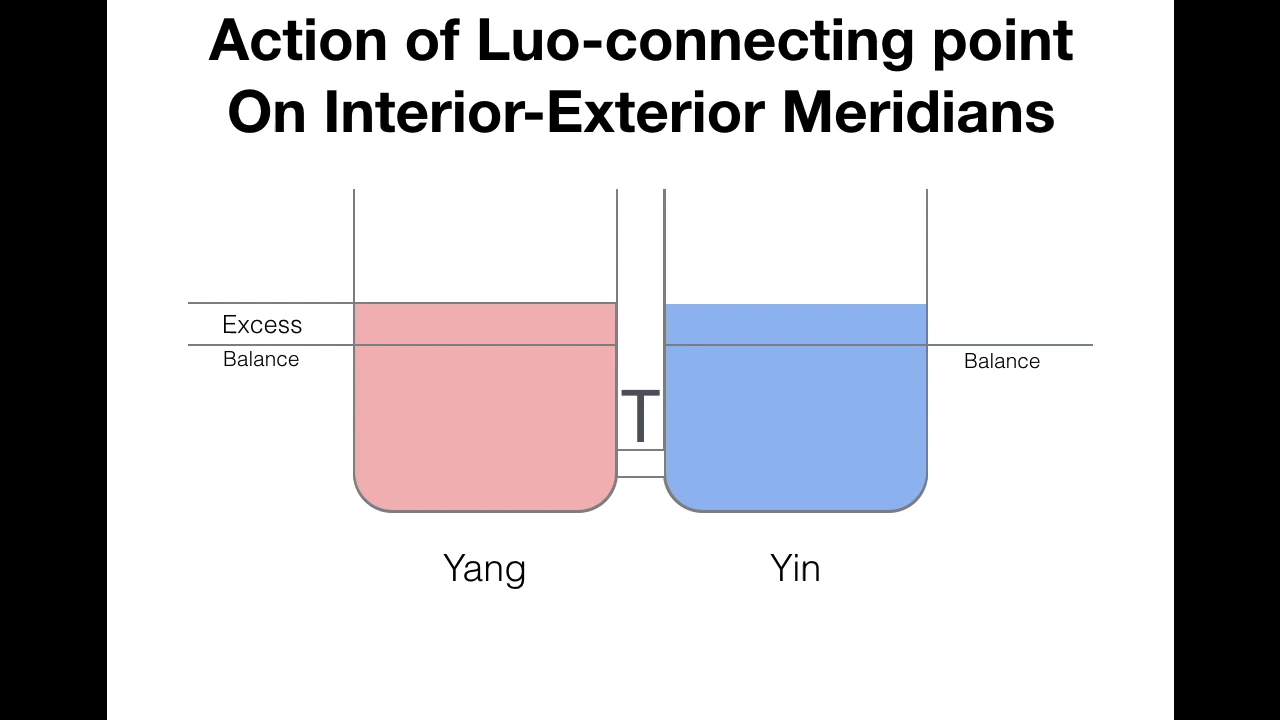 Action of Luo-connecting point
On Interior-Exterior Meridians
Excess
Balance
Balance
T
Yang
Yin